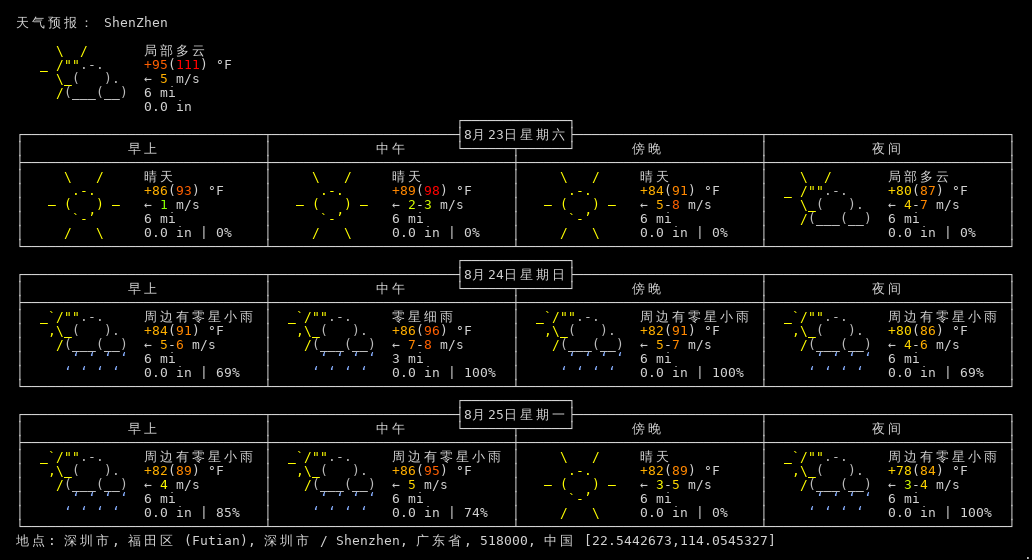 天气预报： ShenZhen
局部多云
+95(111) °F
← 5 m/s
6 mi
0.0 in
8月23日星期六
早上 中午 傍晚 夜间
晴天 晴天 晴天 局部多云
+86(93) °F +89(98) °F +84(91) °F +80(87) °F
← 1 m/s ← 2-3 m/s ← 5-8 m/s ← 4-7 m/s
6 mi 6 mi 6 mi 6 mi
0.0 in | 0% 0.0 in | 0% 0.0 in | 0% 0.0 in | 0%
8月24日星期日
早上 中午 傍晚 夜间
周边有零星小雨 零星细雨 周边有零星小雨 周边有零星小雨
+84(91) °F +86(96) °F +82(91) °F +80(86) °F
← 5-6 m/s ← 7-8 m/s ← 5-7 m/s ← 4-6 m/s
6 mi 3 mi 6 mi 6 mi
0.0 in | 69% 0.0 in | 100% 0.0 in | 100% 0.0 in | 69%
8月25日星期一
早上 中午 傍晚 夜间
周边有零星小雨 周边有零星小雨 晴天 周边有零星小雨
+82(89) °F +86(95) °F +82(89) °F +78(84) °F
← 4 m/s ← 5 m/s ← 3-5 m/s ← 3-4 m/s
6 mi 6 mi 6 mi 6 mi
0.0 in | 85% 0.0 in | 74% 0.0 in | 0% 0.0 in | 100%
地点: 深圳市, 福田区 (Futian), 深圳市 / Shenzhen, 广东省, 518000, 中国 [22.5442673,114.0545327]